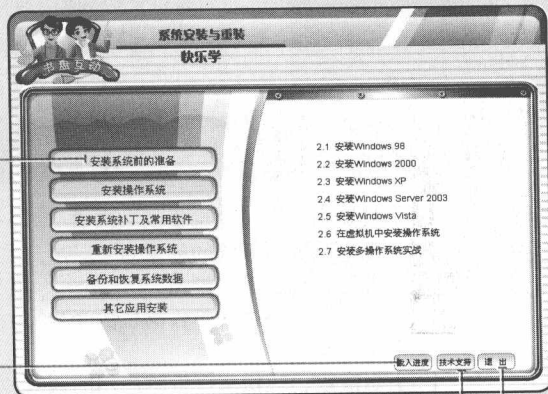 书盘互动
系统安装与重装
快乐学
安装系统前的准备
安装操作系统
安装系统补丁及常用软件
重新安装操作系统
备份和恢复系统数据
其它应用安装
2.1 安装Windows 98
2.2 安装Windows 2000
2.3 安装Windows XP
2.4 安装Windows Server 2003
2.5 安装Windows Vista
2.6 在虚拟机中安装操作系统
2.7 安装多操作系统实战
载入进度 技术支持 退 出